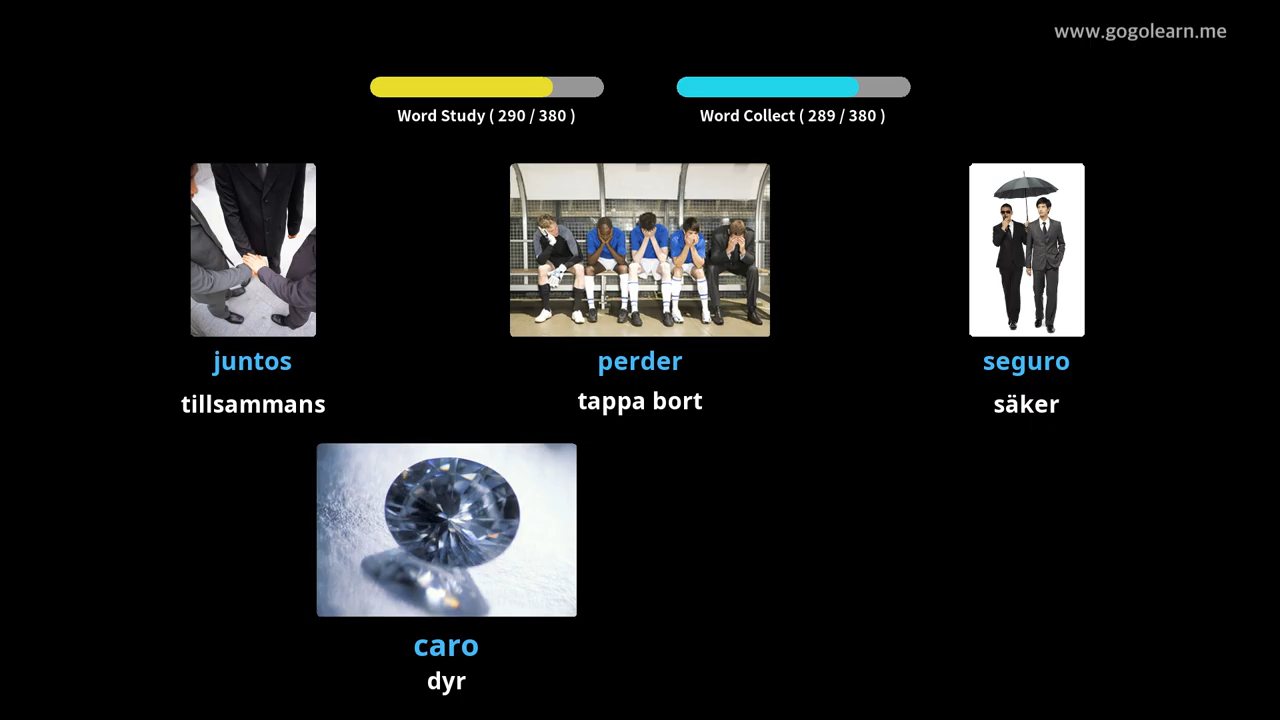 www.gogolearn.me
Word Study ( 290 / 380 )
Word Collect ( 289 / 380 )
juntos
perder
seguro
tillsammans
tappa bort
säker
caro
dyr